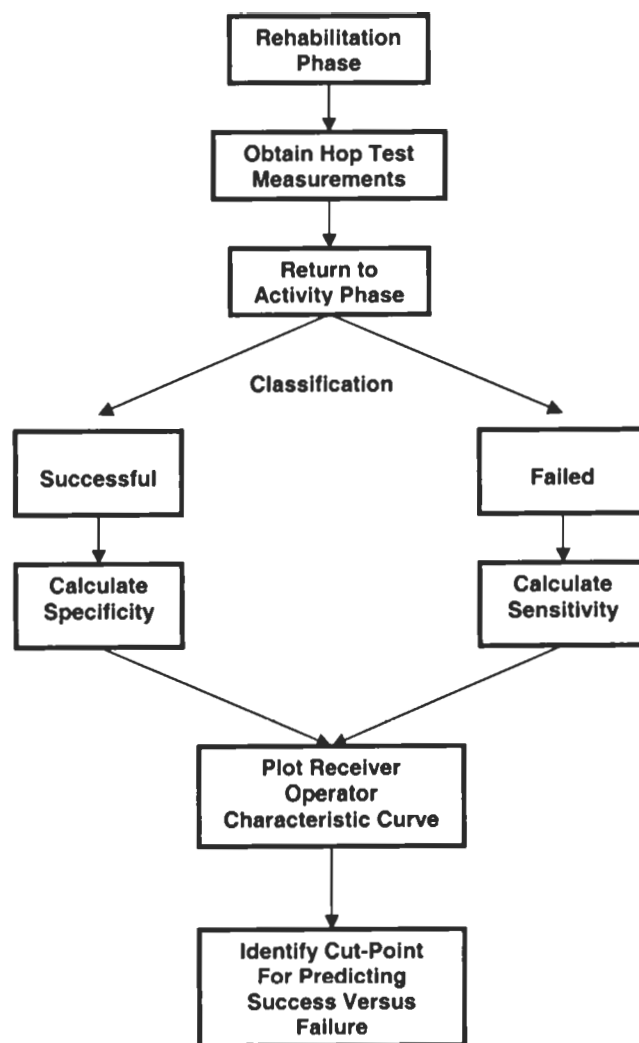 Rehabilitation
Phase
Obtain Hop Test
Measurements
Return to
Activity Phase
Classification
Successful
Failed
Calculate
Specificity
Calculate
Sensitivity
Plot Receiver
Operator
Characteristic Curve
Identify Cut-Point
For Predicting
Success Versus
Failure